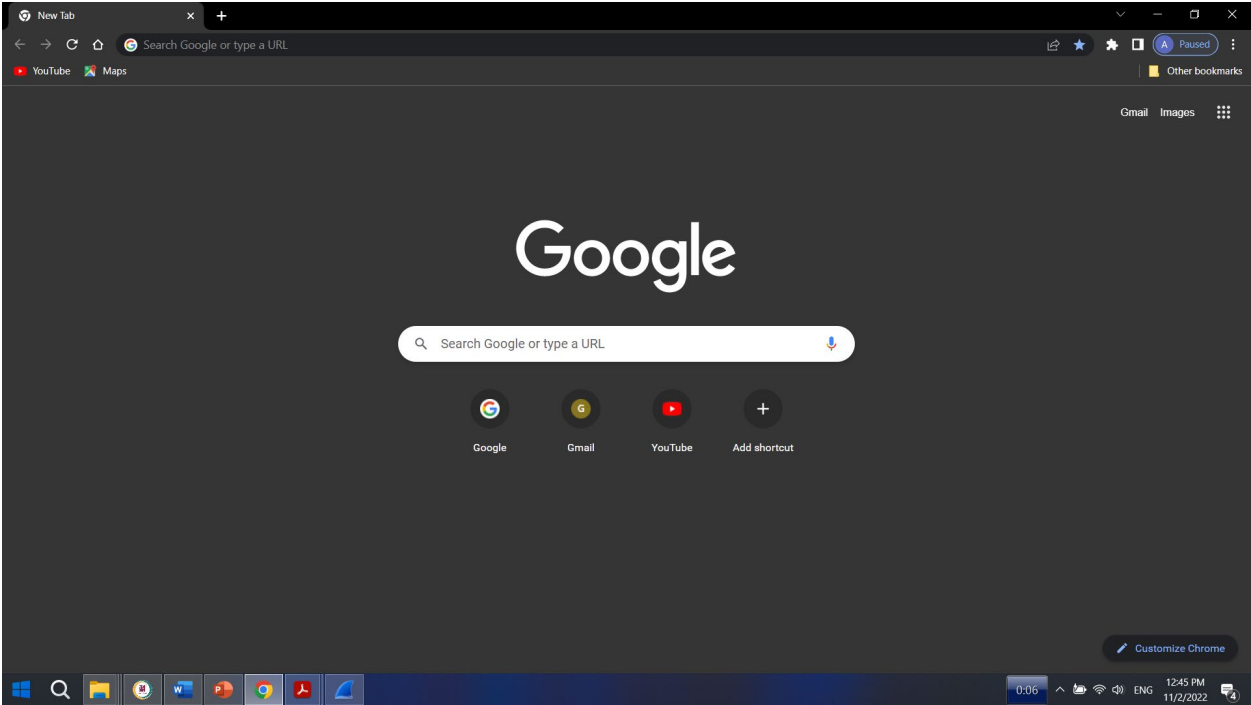 New Tab
Search Google or type a URL
A Paused
YouTube Maps Other bookmarks
Gmail Images
Google
Search Google or type a URL
G
Google Gmail YouTube Add shortcut
Customize Chrome
0:06 ENG 12:45 PM
11/2/2022 4